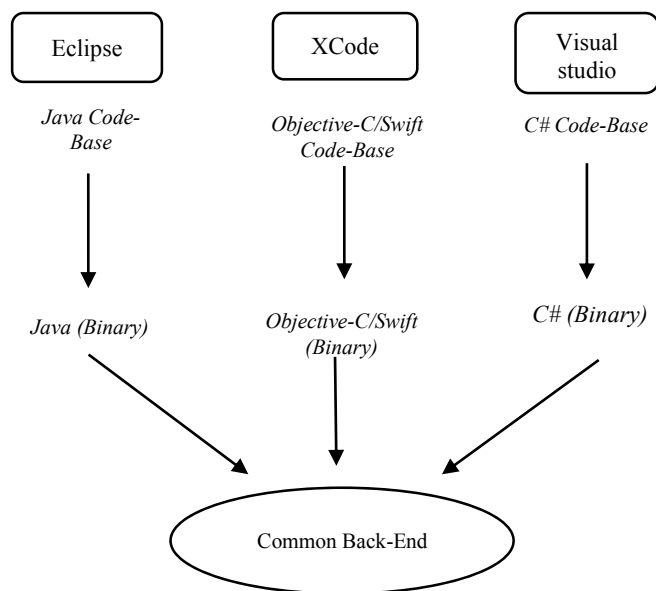 Eclipse
XCode
Visual
studio
Java Code-
Base
Objective-C/Swift
Code-Base
C# Code-Base
Java (Binary)
Objective-C/Swift
(Binary)
C# (Binary)
Common Back-End